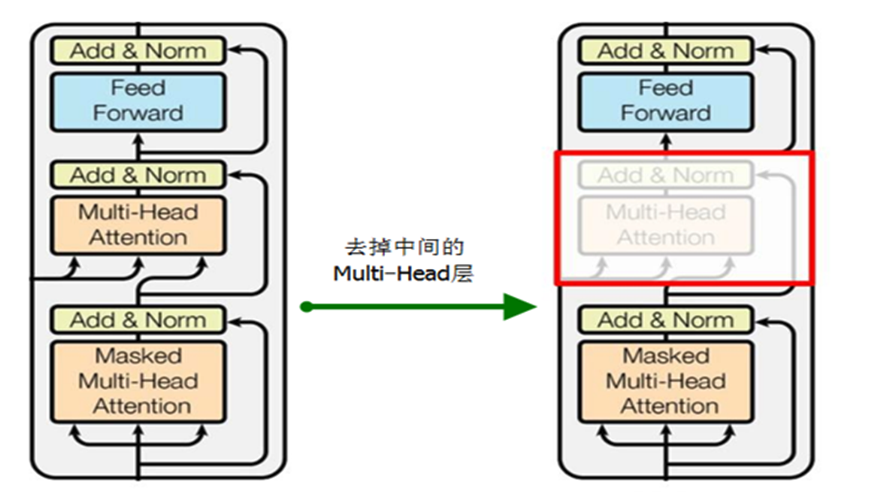 Add & Norm
Feed
Forward
Add & Norm
Multi-Head
Attention
Add & Norm
Masked
Multi-Head
Attention
去掉中间的
Multi-Head层
Add & Norm
Feed
Forward
Add & Norm
Multi-Head
Attention
Add & Norm
Masked
Multi-Head
Attention